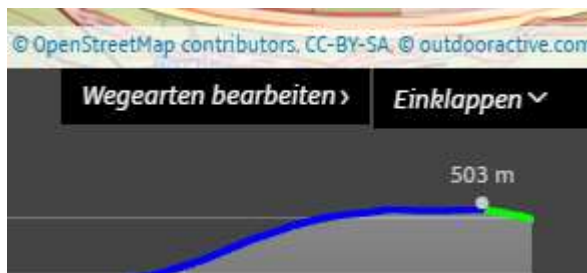 © OpenStreetMap contributors, CC-BY-SA, © outdooractive.com
Wegearten bearbeiten › Einklappen
503 m